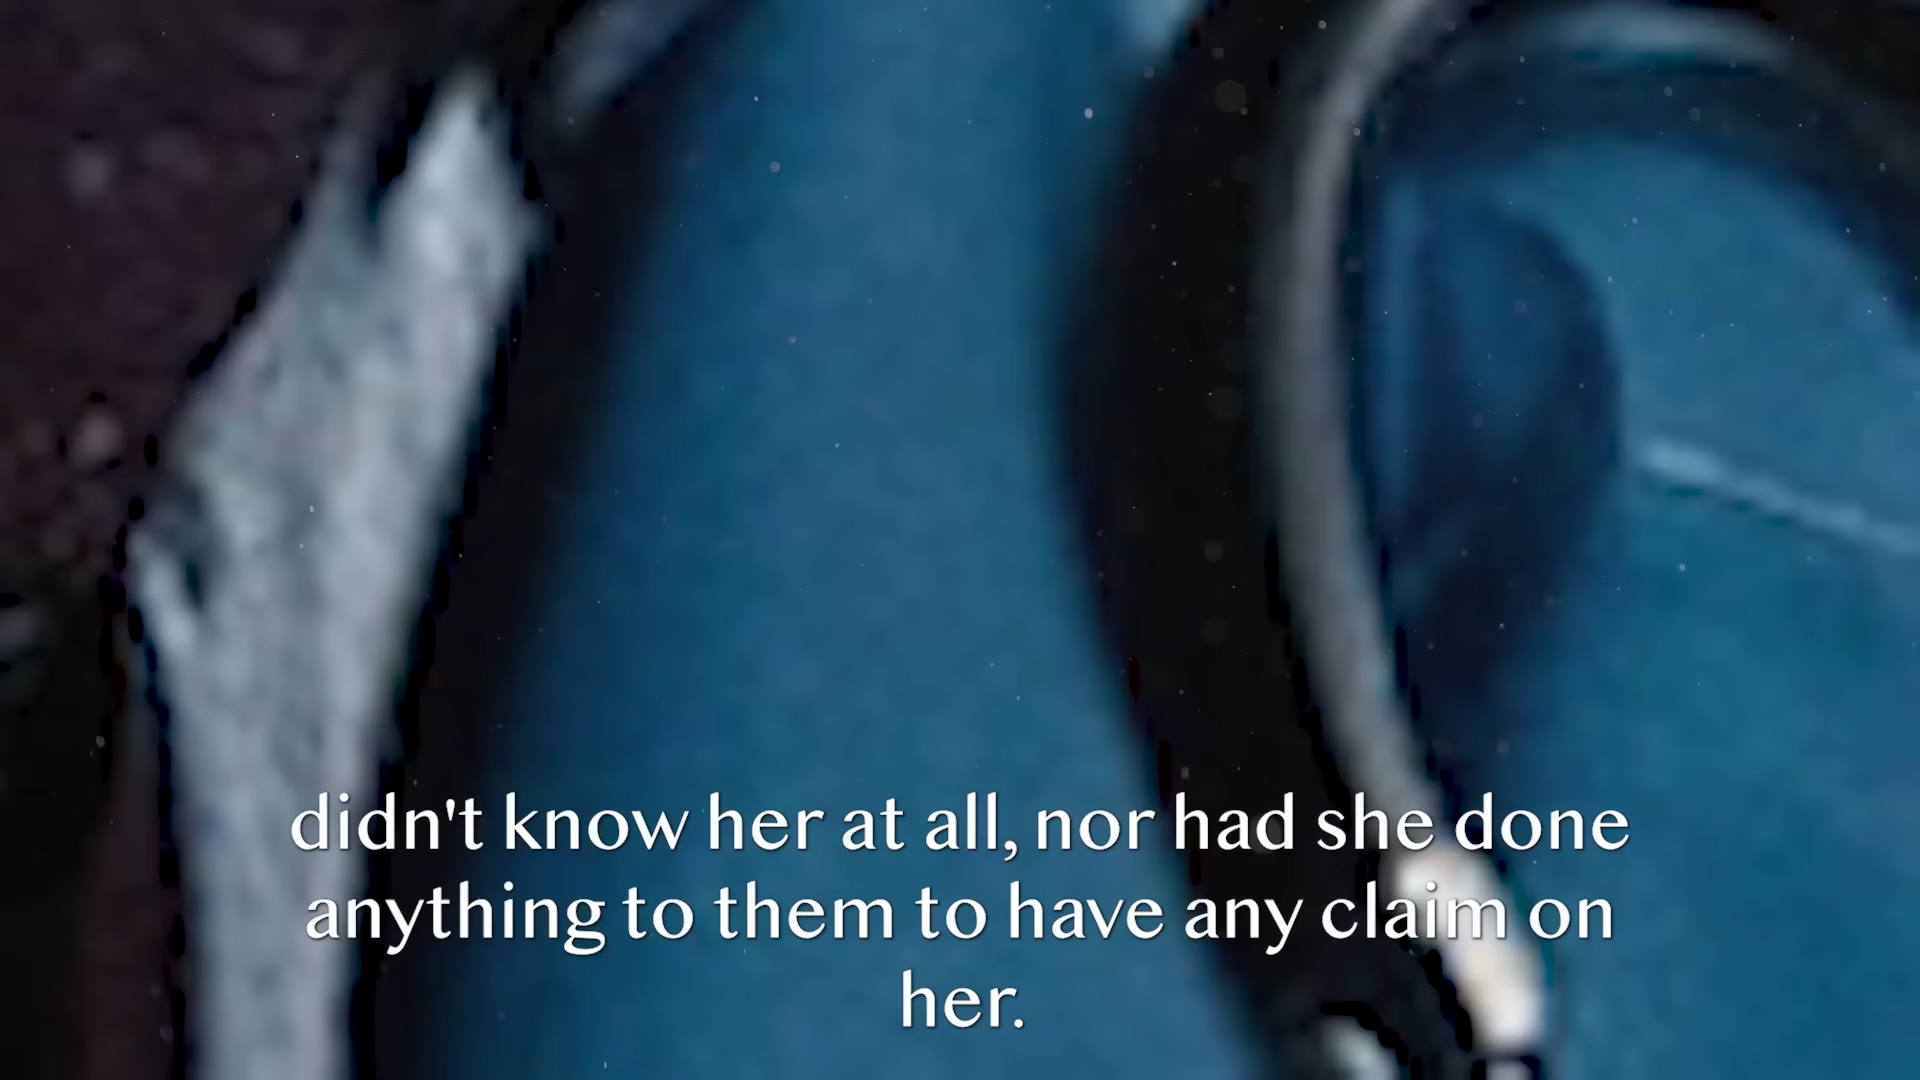 didn't know her at all, nor had she done
anything to them to have any claim on
her.